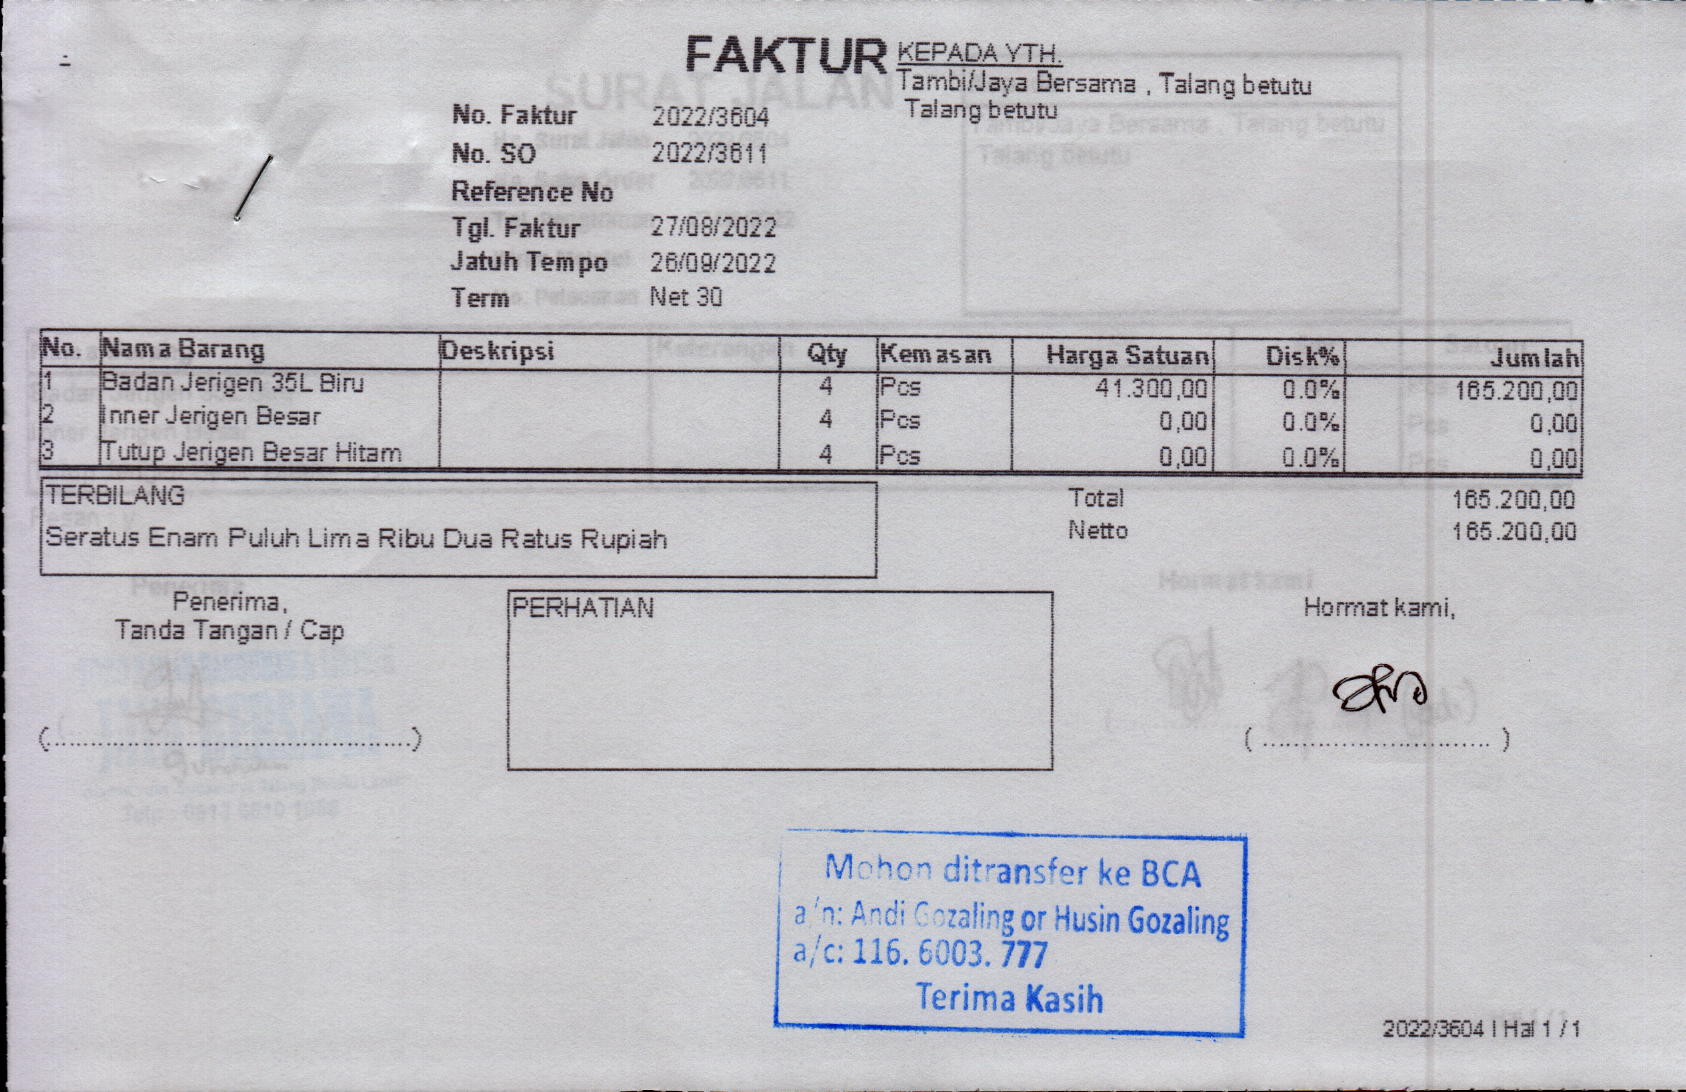 FAKTUR
KEPADA YTH.
Tambi/Jaya Bersama , Talang betutu
Talang betutu
No. Faktur 2022/3604
No. SO 2022/3611
Reference No
Tgl. Faktur 27/08/2022
Jatuh Tempo 26/09/2022
Term Net 30
No. Nama Barang Deskripsi Qty Kemasan Harga Satuan Disk% Jumlah
1 Badan Jerigen 35L Biru 4 Pcs 41.300,00 0.0% 165.200,00
2 Inner Jerigen Besar 4 Pcs 0,00 0.0% 0,00
3 Tutup Jerigen Besar Hitam 4 Pcs 0,00 0.0% 0,00
TERBILANG
Seratus Enam Puluh Lima Ribu Dua Ratus Rupiah
Total 165.200,00
Netto 165.200,00
Penerima,
Tanda Tangan / Cap
(................................................)
PERHATIAN
Hormat kami,
( .............................. )
Mohon ditransfer ke BCA
a/n: Andi Gozaling or Husin Gozaling
a/c: 116. 6003. 777
Terima Kasih
2022/3604 | Hal 1 / 1